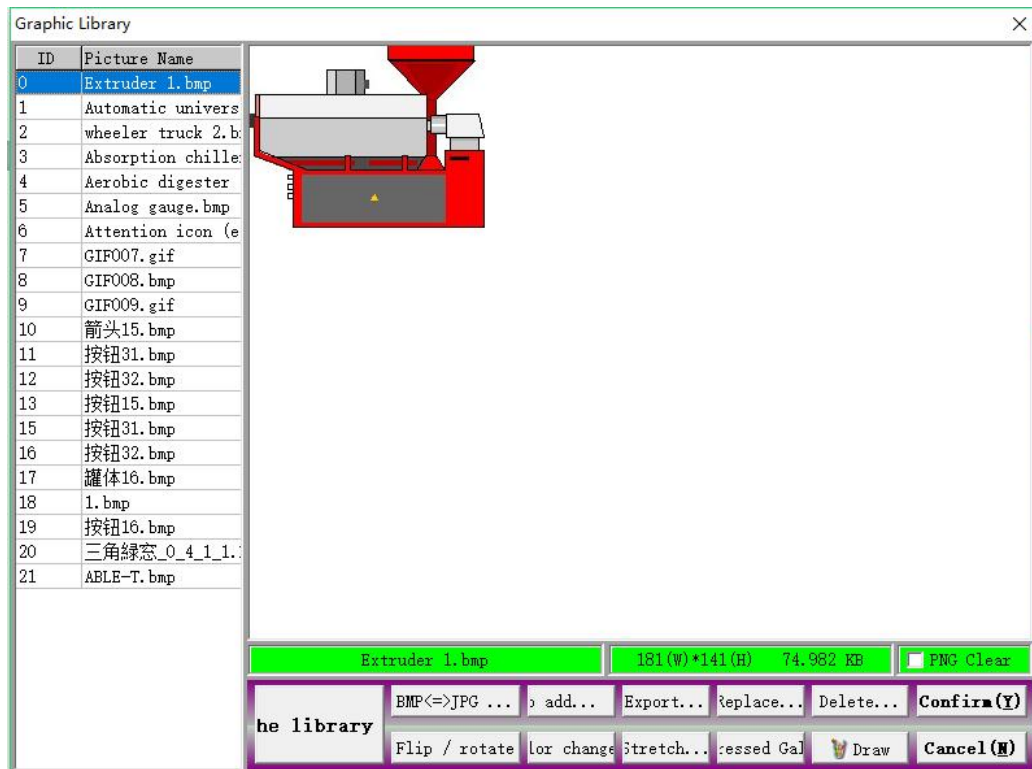 Graphic Library
ID Picture Name
0 Extruder 1.bmp
1 Automatic univers
2 wheeler truck 2.b
3 Absorption chille
4 Aerobic digester
5 Analog gauge.bmp
6 Attention icon (e
7 GIF007.gif
8 GIF008.bmp
9 GIF009.gif
10 箭头15.bmp
11 按钮31.bmp
12 按钮32.bmp
13 按钮15.bmp
15 按钮31.bmp
16 按钮32.bmp
17 罐体16.bmp
18 1.bmp
19 按钮16.bmp
20 三角緑窓_0_4_1_1.
21 ABLE-T.bmp
Extruder 1.bmp 181(W)*141(H) 74.982 KB PNG Clear
he library
BMP<=>JPG ... add... Export... Replace... Delete... Confirm(Y)
Flip / rotate lor change Stretch... ressed Gal Draw Cancel(N)